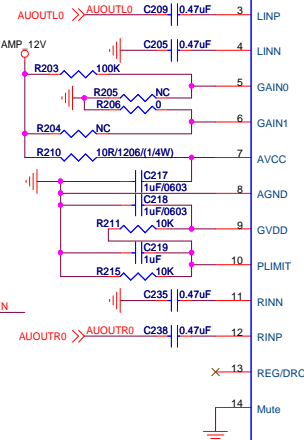 AUOUTL0 AUOUTL0 C209 0.47uF 3 LINP
C205 0.47uF 4 LINN
AMP_12V
R203 100K
5 GAIN0
R205 NC
R206 0
6 GAIN1
R204 NC
R210 10R/1206/(1/4W) 7 AVCC
C217
1uF/0603 8 AGND
C218
1uF/0603
R211 10K 9 GVDD
C219
1uF 10 PLIMIT
R215 10K
C235 0.47uF 11 RINN
EN
AUOUTR0 AUOUTR0 C238 0.47uF 12 RINP
13 REG/DRC
14 Mute